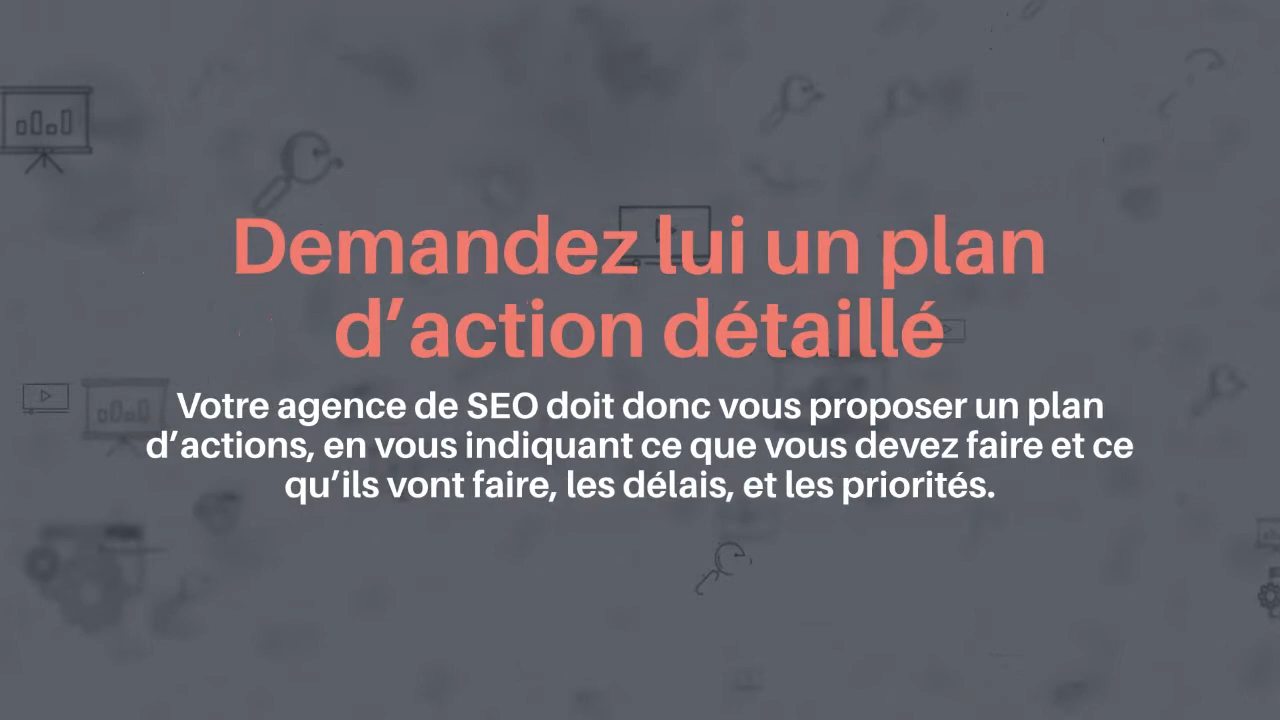 Demandez lui un plan
d’action détaillé
Votre agence de SEO doit donc vous proposer un plan
d’actions, en vous indiquant ce que vous devez faire et ce
qu’ils vont faire, les délais, et les priorités.